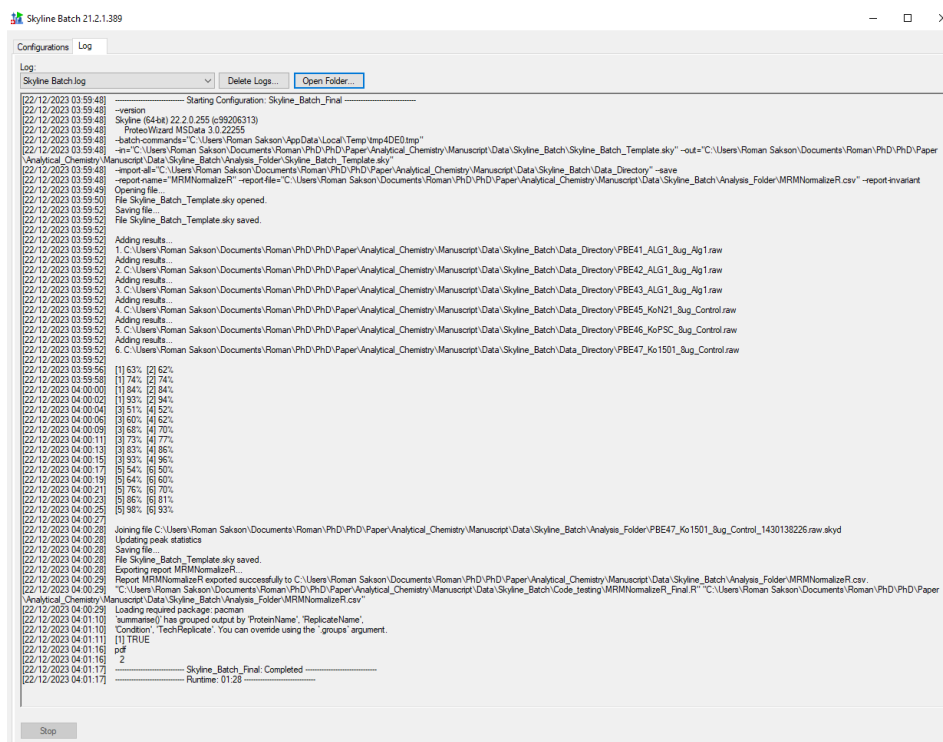 Skyline Batch 21.2.1.389
Configurations Log
Log:
Skyline Batch.log Delete Logs... Open Folder...
[22/12/2023 03:59:48] -------------------------- Starting Configuration: Skyline_Batch_Final --------------------------
[22/12/2023 03:59:48] --version
[22/12/2023 03:59:48] Skyline (64-bit) 22.2.0.255 (c99206313)
[22/12/2023 03:59:48] ProteoWizard MSData 3.0.22255
[22/12/2023 03:59:48] --batch-commands="C:\Users\Roman Sakson\AppData\Local\Temp\tmp4DE0.tmp"
[22/12/2023 03:59:48] --in="C:\Users\Roman Sakson\Documents\Roman\PhD\PhD\Paper\Analytical_Chemistry\Manuscript\Data\Skyline_Batch\Skyline_Batch_Template.sky" --out="C:\Users\Roman Sakson\Documents\Roman\PhD\PhD\Paper
\Analytical_Chemistry\Manuscript\Data\Skyline_Batch\Analysis_Folder\Skyline_Batch_Template.sky"
[22/12/2023 03:59:48] --import-all="C:\Users\Roman Sakson\Documents\Roman\PhD\PhD\Paper\Analytical_Chemistry\Manuscript\Data\Skyline_Batch\Data_Directory" --save
[22/12/2023 03:59:48] --report-name="MRMNormalizeR" --report-file="C:\Users\Roman Sakson\Documents\Roman\PhD\PhD\Paper\Analytical_Chemistry\Manuscript\Data\Skyline_Batch\Analysis_Folder\MRMNormalizeR.csv" --report-invariant
[22/12/2023 03:59:49] Opening file...
[22/12/2023 03:59:50] File Skyline_Batch_Template.sky opened.
[22/12/2023 03:59:52] Saving file...
[22/12/2023 03:59:52] File Skyline_Batch_Template.sky saved.
[22/12/2023 03:59:52]
[22/12/2023 03:59:52] Adding results...
[22/12/2023 03:59:52] 1. C:\Users\Roman Sakson\Documents\Roman\PhD\PhD\Paper\Analytical_Chemistry\Manuscript\Data\Skyline_Batch\Data_Directory\PBE41_ALG1_8ug_Alg1.raw
[22/12/2023 03:59:52] Adding results...
[22/12/2023 03:59:52] 2. C:\Users\Roman Sakson\Documents\Roman\PhD\PhD\Paper\Analytical_Chemistry\Manuscript\Data\Skyline_Batch\Data_Directory\PBE42_ALG1_8ug_Alg1.raw
[22/12/2023 03:59:52] Adding results...
[22/12/2023 03:59:52] 3. C:\Users\Roman Sakson\Documents\Roman\PhD\PhD\Paper\Analytical_Chemistry\Manuscript\Data\Skyline_Batch\Data_Directory\PBE43_ALG1_8ug_Alg1.raw
[22/12/2023 03:59:52] Adding results...
[22/12/2023 03:59:52] 4. C:\Users\Roman Sakson\Documents\Roman\PhD\PhD\Paper\Analytical_Chemistry\Manuscript\Data\Skyline_Batch\Data_Directory\PBE45_KoN21_8ug_Control.raw
[22/12/2023 03:59:52] Adding results...
[22/12/2023 03:59:52] 5. C:\Users\Roman Sakson\Documents\Roman\PhD\PhD\Paper\Analytical_Chemistry\Manuscript\Data\Skyline_Batch\Data_Directory\PBE46_KoPSC_8ug_Control.raw
[22/12/2023 03:59:52] Adding results...
[22/12/2023 03:59:52] 6. C:\Users\Roman Sakson\Documents\Roman\PhD\PhD\Paper\Analytical_Chemistry\Manuscript\Data\Skyline_Batch\Data_Directory\PBE47_Ko1501_8ug_Control.raw
[22/12/2023 03:59:52]
[22/12/2023 03:59:56] [1] 63% [2] 62%
[22/12/2023 03:59:58] [1] 74% [2] 74%
[22/12/2023 04:00:00] [1] 84% [2] 84%
[22/12/2023 04:00:02] [1] 93% [2] 94%
[22/12/2023 04:00:04] [3] 51% [4] 52%
[22/12/2023 04:00:06] [3] 60% [4] 62%
[22/12/2023 04:00:09] [3] 68% [4] 70%
[22/12/2023 04:00:11] [3] 73% [4] 77%
[22/12/2023 04:00:13] [3] 83% [4] 86%
[22/12/2023 04:00:15] [3] 93% [4] 96%
[22/12/2023 04:00:17] [5] 54% [6] 50%
[22/12/2023 04:00:19] [5] 64% [6] 60%
[22/12/2023 04:00:21] [5] 76% [6] 70%
[22/12/2023 04:00:23] [5] 86% [6] 81%
[22/12/2023 04:00:25] [5] 98% [6] 93%
[22/12/2023 04:00:27]
[22/12/2023 04:00:28] Joining file C:\Users\Roman Sakson\Documents\Roman\PhD\PhD\Paper\Analytical_Chemistry\Manuscript\Data\Skyline_Batch\Analysis_Folder\PBE47_Ko1501_8ug_Control_1430138226.raw.skyd
[22/12/2023 04:00:28] Updating peak statistics
[22/12/2023 04:00:28] Saving file...
[22/12/2023 04:00:28] File Skyline_Batch_Template.sky saved.
[22/12/2023 04:00:28] Exporting report MRMNormalizeR...
[22/12/2023 04:00:29] Report MRMNormalizeR exported successfully to C:\Users\Roman Sakson\Documents\Roman\PhD\PhD\Paper\Analytical_Chemistry\Manuscript\Data\Skyline_Batch\Analysis_Folder\MRMNormalizeR.csv.
[22/12/2023 04:00:29] "C:\Users\Roman Sakson\Documents\Roman\PhD\PhD\Paper\Analytical_Chemistry\Manuscript\Data\Skyline_Batch\Code_testing\MRMNormalizeR_Final.R" "C:\Users\Roman Sakson\Documents\Roman\PhD\PhD\Paper
\Analytical_Chemistry\Manuscript\Data\Skyline_Batch\Analysis_Folder\MRMNormalizeR.csv"
[22/12/2023 04:00:29] Loading required package: pacman
[22/12/2023 04:01:10] `summarise()` has grouped output by 'ProteinName', 'ReplicateName',
[22/12/2023 04:01:10] 'Condition', 'TechReplicate'. You can override using the `.groups` argument.
[22/12/2023 04:01:11] [1] TRUE
[22/12/2023 04:01:16] pdf
[22/12/2023 04:01:16] 2
[22/12/2023 04:01:17] -------------------------- Skyline_Batch_Final: Completed --------------------------
[22/12/2023 04:01:17] -------------------------- Runtime: 01:28 --------------------------
Stop